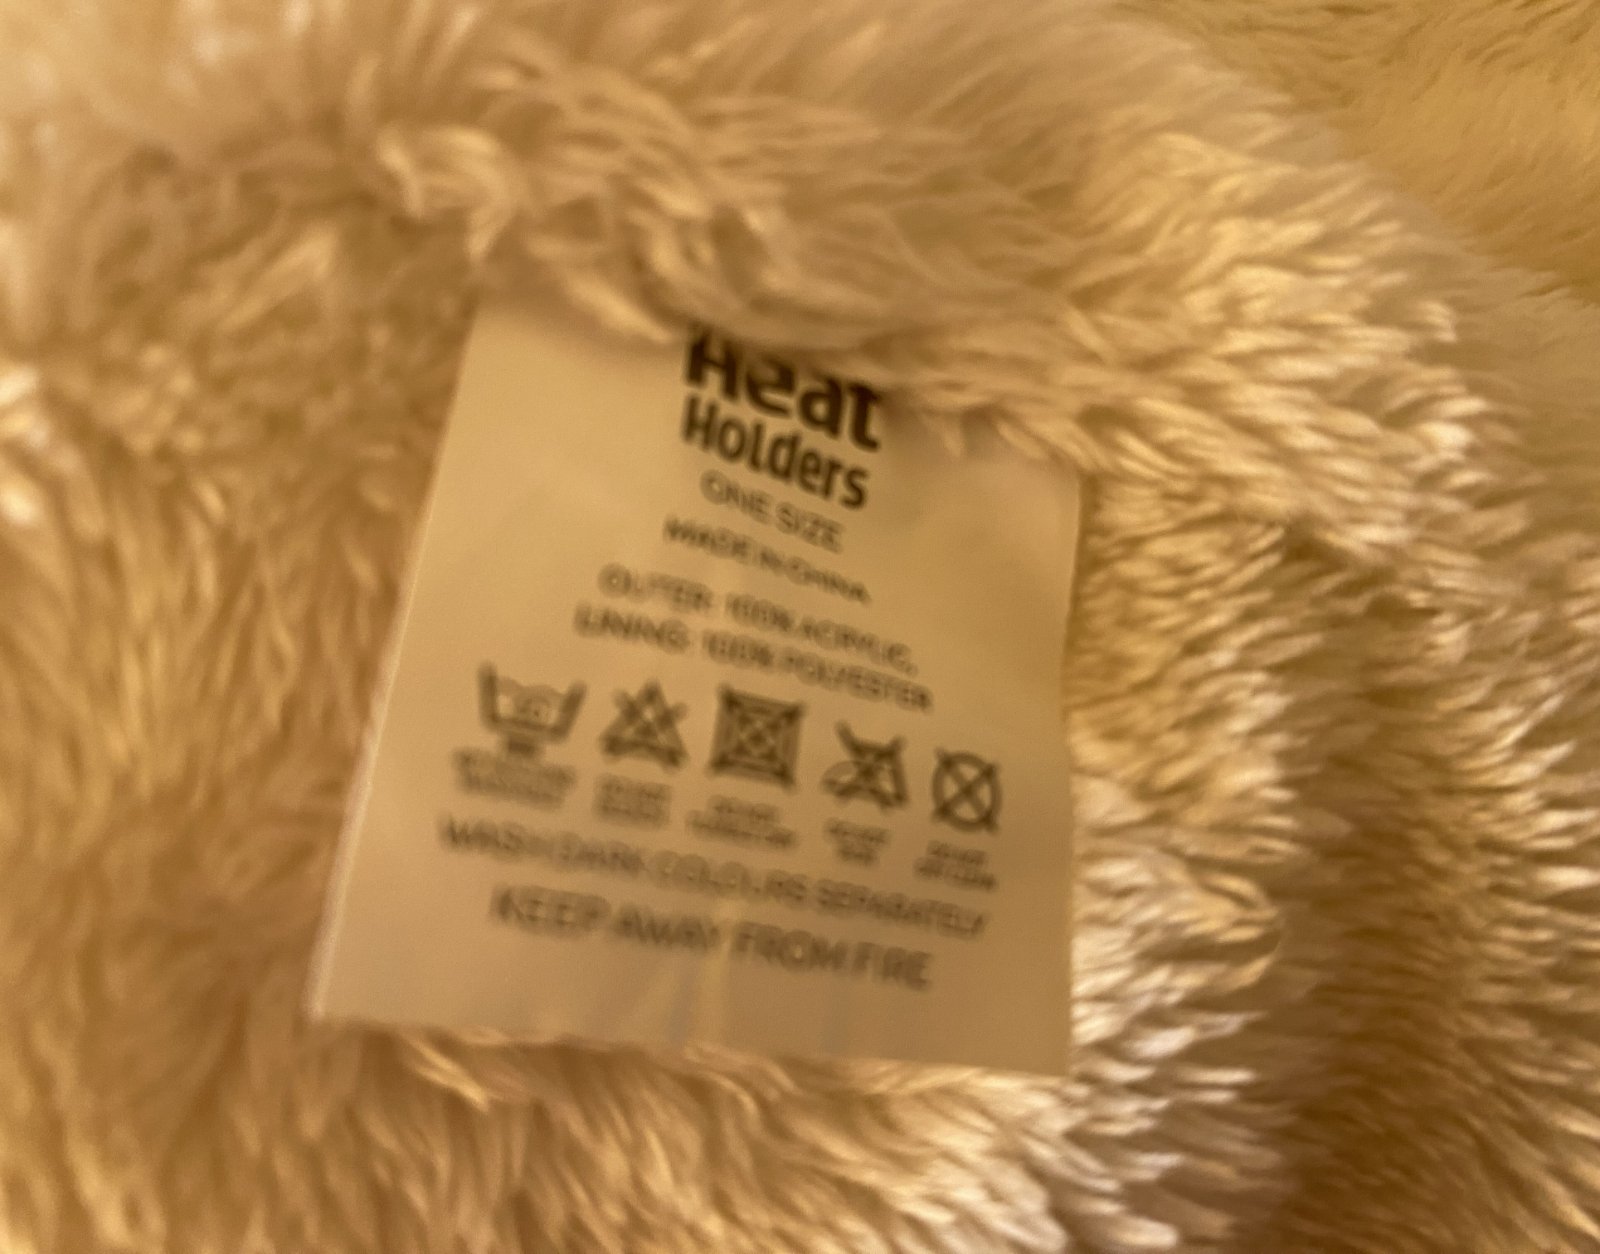 Heat
Holders
ONE SIZE
MADE IN CHINA
OUTER: 100% ACRYLIC,
LINING: 100% POLYESTER
WASH DARK COLOURS SEPARATELY
KEEP AWAY FROM FIRE